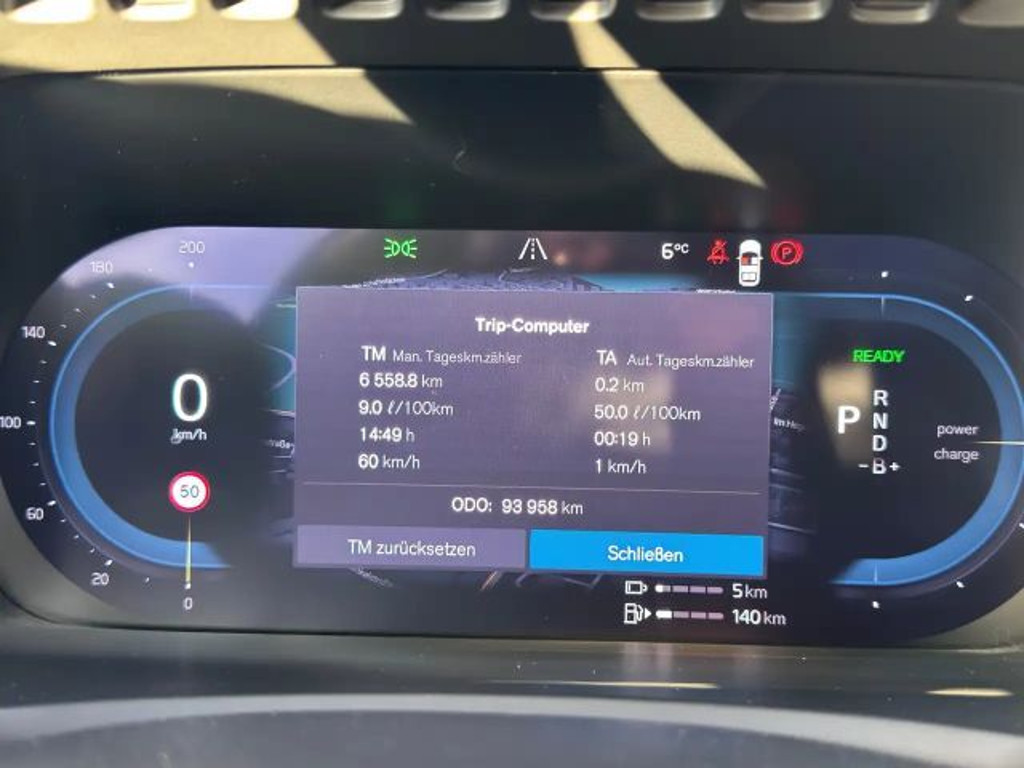 200
180
140
100
60
20
0
6°C
P
0
km/h
50
Trip-Computer
TM Man. Tageskm.zähler
6 558.8 km
9.0 ℓ/100km
14:49 h
60 km/h
TA Aut. Tageskm.zähler
0.2 km
50.0 ℓ/100km
00:19 h
1 km/h
ODO: 93 958 km
TM zurücksetzen
Schließen
5 km
140 km
READY
P
R
N
D
-B+
power
charge